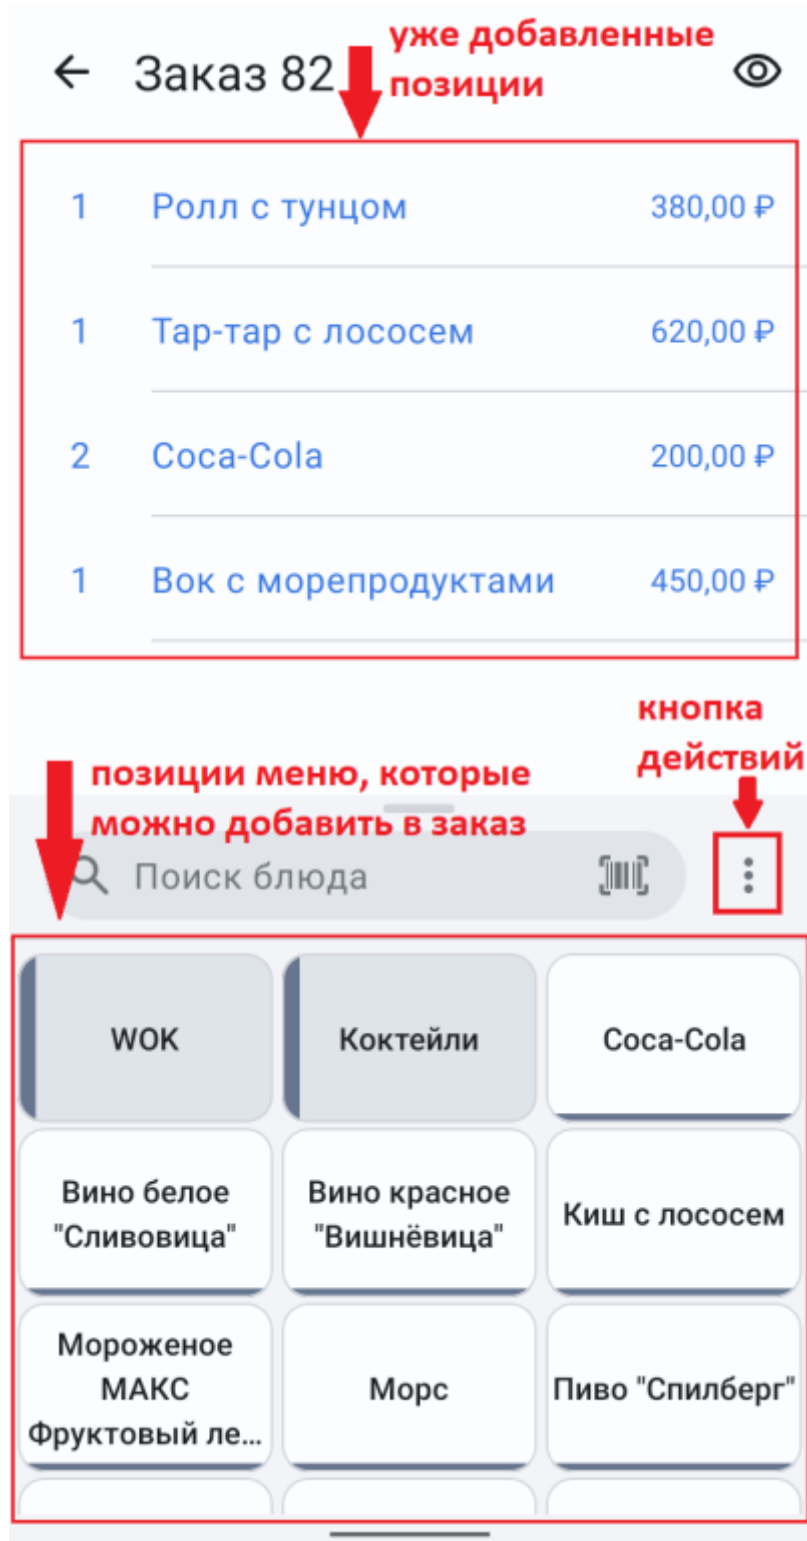 уже добавленные
позиции
Заказ 82
1 Ролл с тунцом 380,00 ₽
1 Тар-тар с лососем 620,00 ₽
2 Coca-Cola 200,00 ₽
1 Вок с морепродуктами 450,00 ₽
кнопка
действий
позиции меню, которые
можно добавить в заказ
Поиск блюда
WOK
Коктейли
Coca-Cola
Вино белое
"Сливовица"
Вино красное
"Вишнёвица"
Киш с лососем
Мороженое
МАКС
Фруктовый ле...
Морс
Пиво "Спилберг"